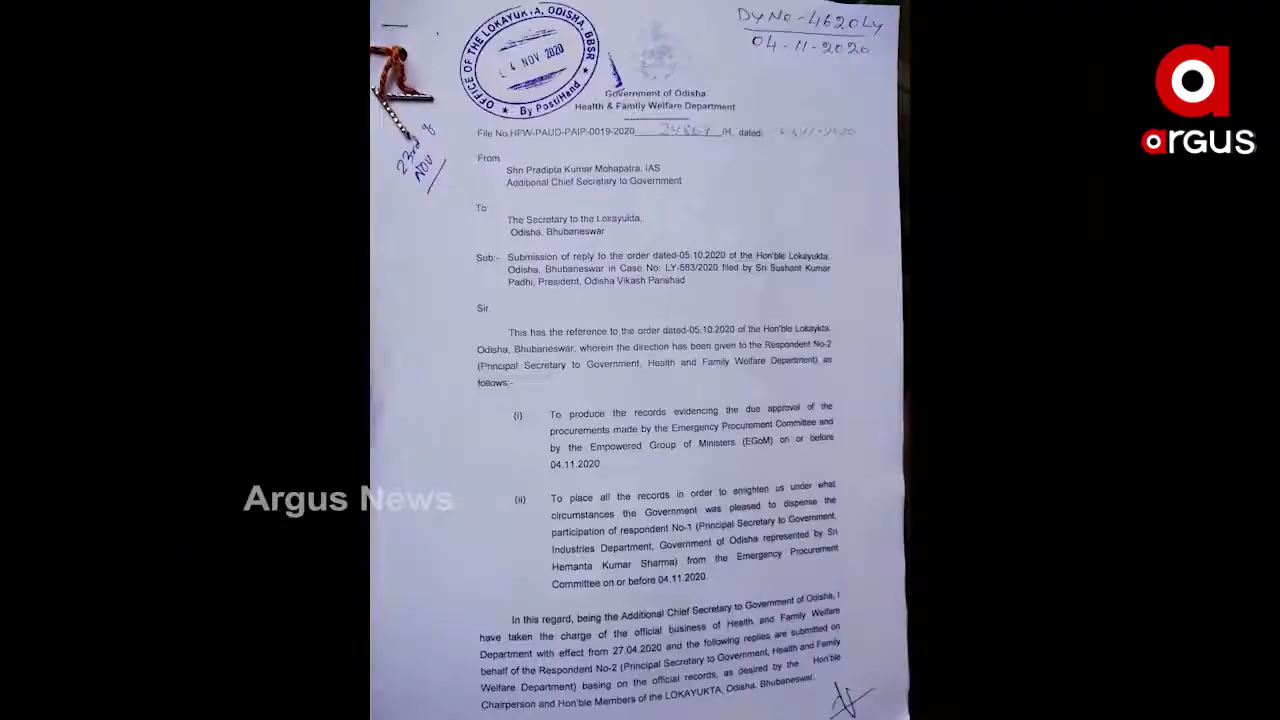 OFFICE OF THE LOKAYUKTA, ODISHA, BBSR
4 NOV 2020
★ By Post/Hand ★
DyNo-4620Ly
04-11-2020
argus
23rd of
NOV
Government of Odisha
Health & Family Welfare Department
File No.HFW-PAUD-PAIP-0019-2020 /H, dated
From
Shri Pradipta Kumar Mohapatra, IAS
Additional Chief Secretary to Government
To
The Secretary to the Lokayukta,
Odisha, Bhubaneswar
Sub:- Submission of reply to the order dated-05.10.2020 of the Hon'ble Lokayukta,
Odisha, Bhubaneswar in Case No: LY-583/2020 filed by Sri Sushant Kumar
Padhi, President, Odisha Vikash Parishad
Sir,
This has the reference to the order dated-05.10.2020 of the Hon'ble Lokaykta,
Odisha, Bhubaneswar, wherein the direction has been given to the Respondent No-2
(Principal Secretary to Government, Health and Family Welfare Department) as
follows:-
(i) To produce the records evidencing the due approval of the
procurements made by the Emergency Procurement Committee and
by the Empowered Group of Ministers (EGoM) on or before
04.11.2020
(ii) To place all the records in order to enlighten us under what
circumstances the Government was pleased to dispense the
participation of respondent No-1 (Principal Secretary to Government,
Industries Department, Government of Odisha represented by Sri
Hemanta Kumar Sharma) from the Emergency Procurement
Committee on or before 04.11.2020.
Argus News
In this regard, being the Additional Chief Secretary to Government of Odisha, I
have taken the charge of the official business of Health and Family Welfare
Department with effect from 27.04.2020 and the following replies are submitted on
behalf of the Respondent No-2 (Principal Secretary to Government, Health and Family
Welfare Department) basing on the official records, as desired by the Hon'ble
Chairperson and Hon'ble Members of the LOKAYUKTA, Odisha, Bhubaneswar.